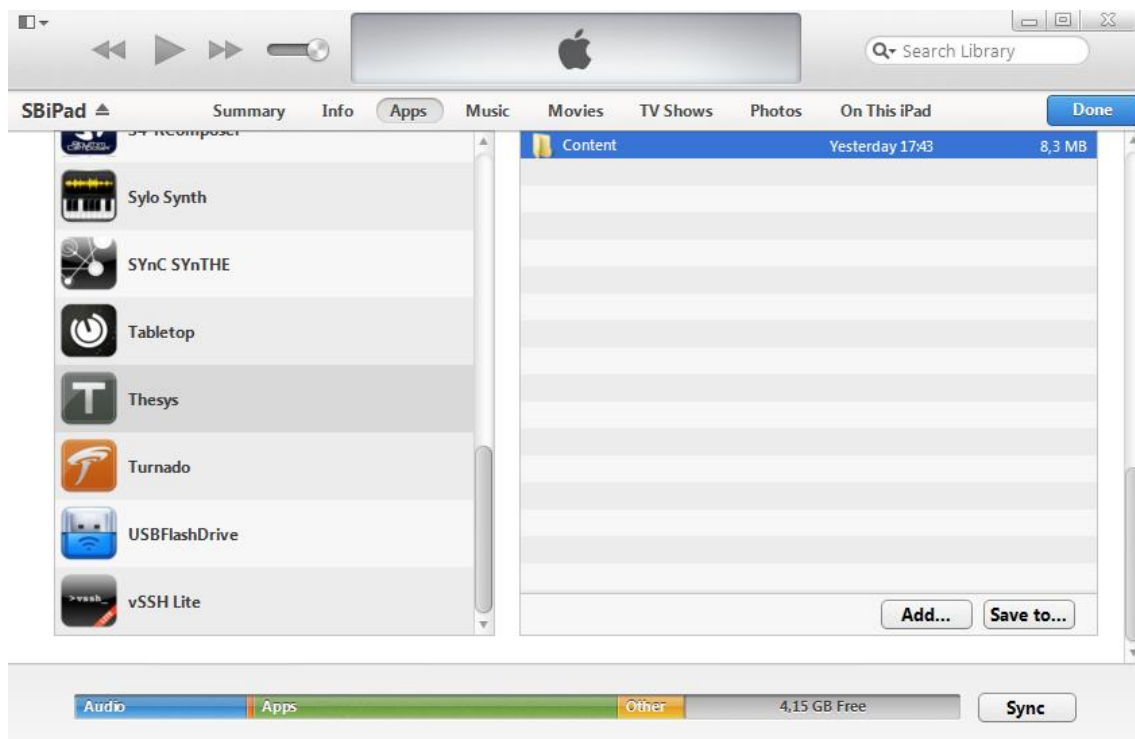 Search Library
SBiPad Summary Info Apps Music Movies TV Shows Photos On This iPad Done
Content Yesterday 17:43 8,3 MB
Sylo Synth
SYnC SYnTHE
Tabletop
T
Thesys
Turnado
USBFlashDrive
>vssh_
vSSH Lite
Add... Save to...
Audio Apps Other 4,15 GB Free Sync